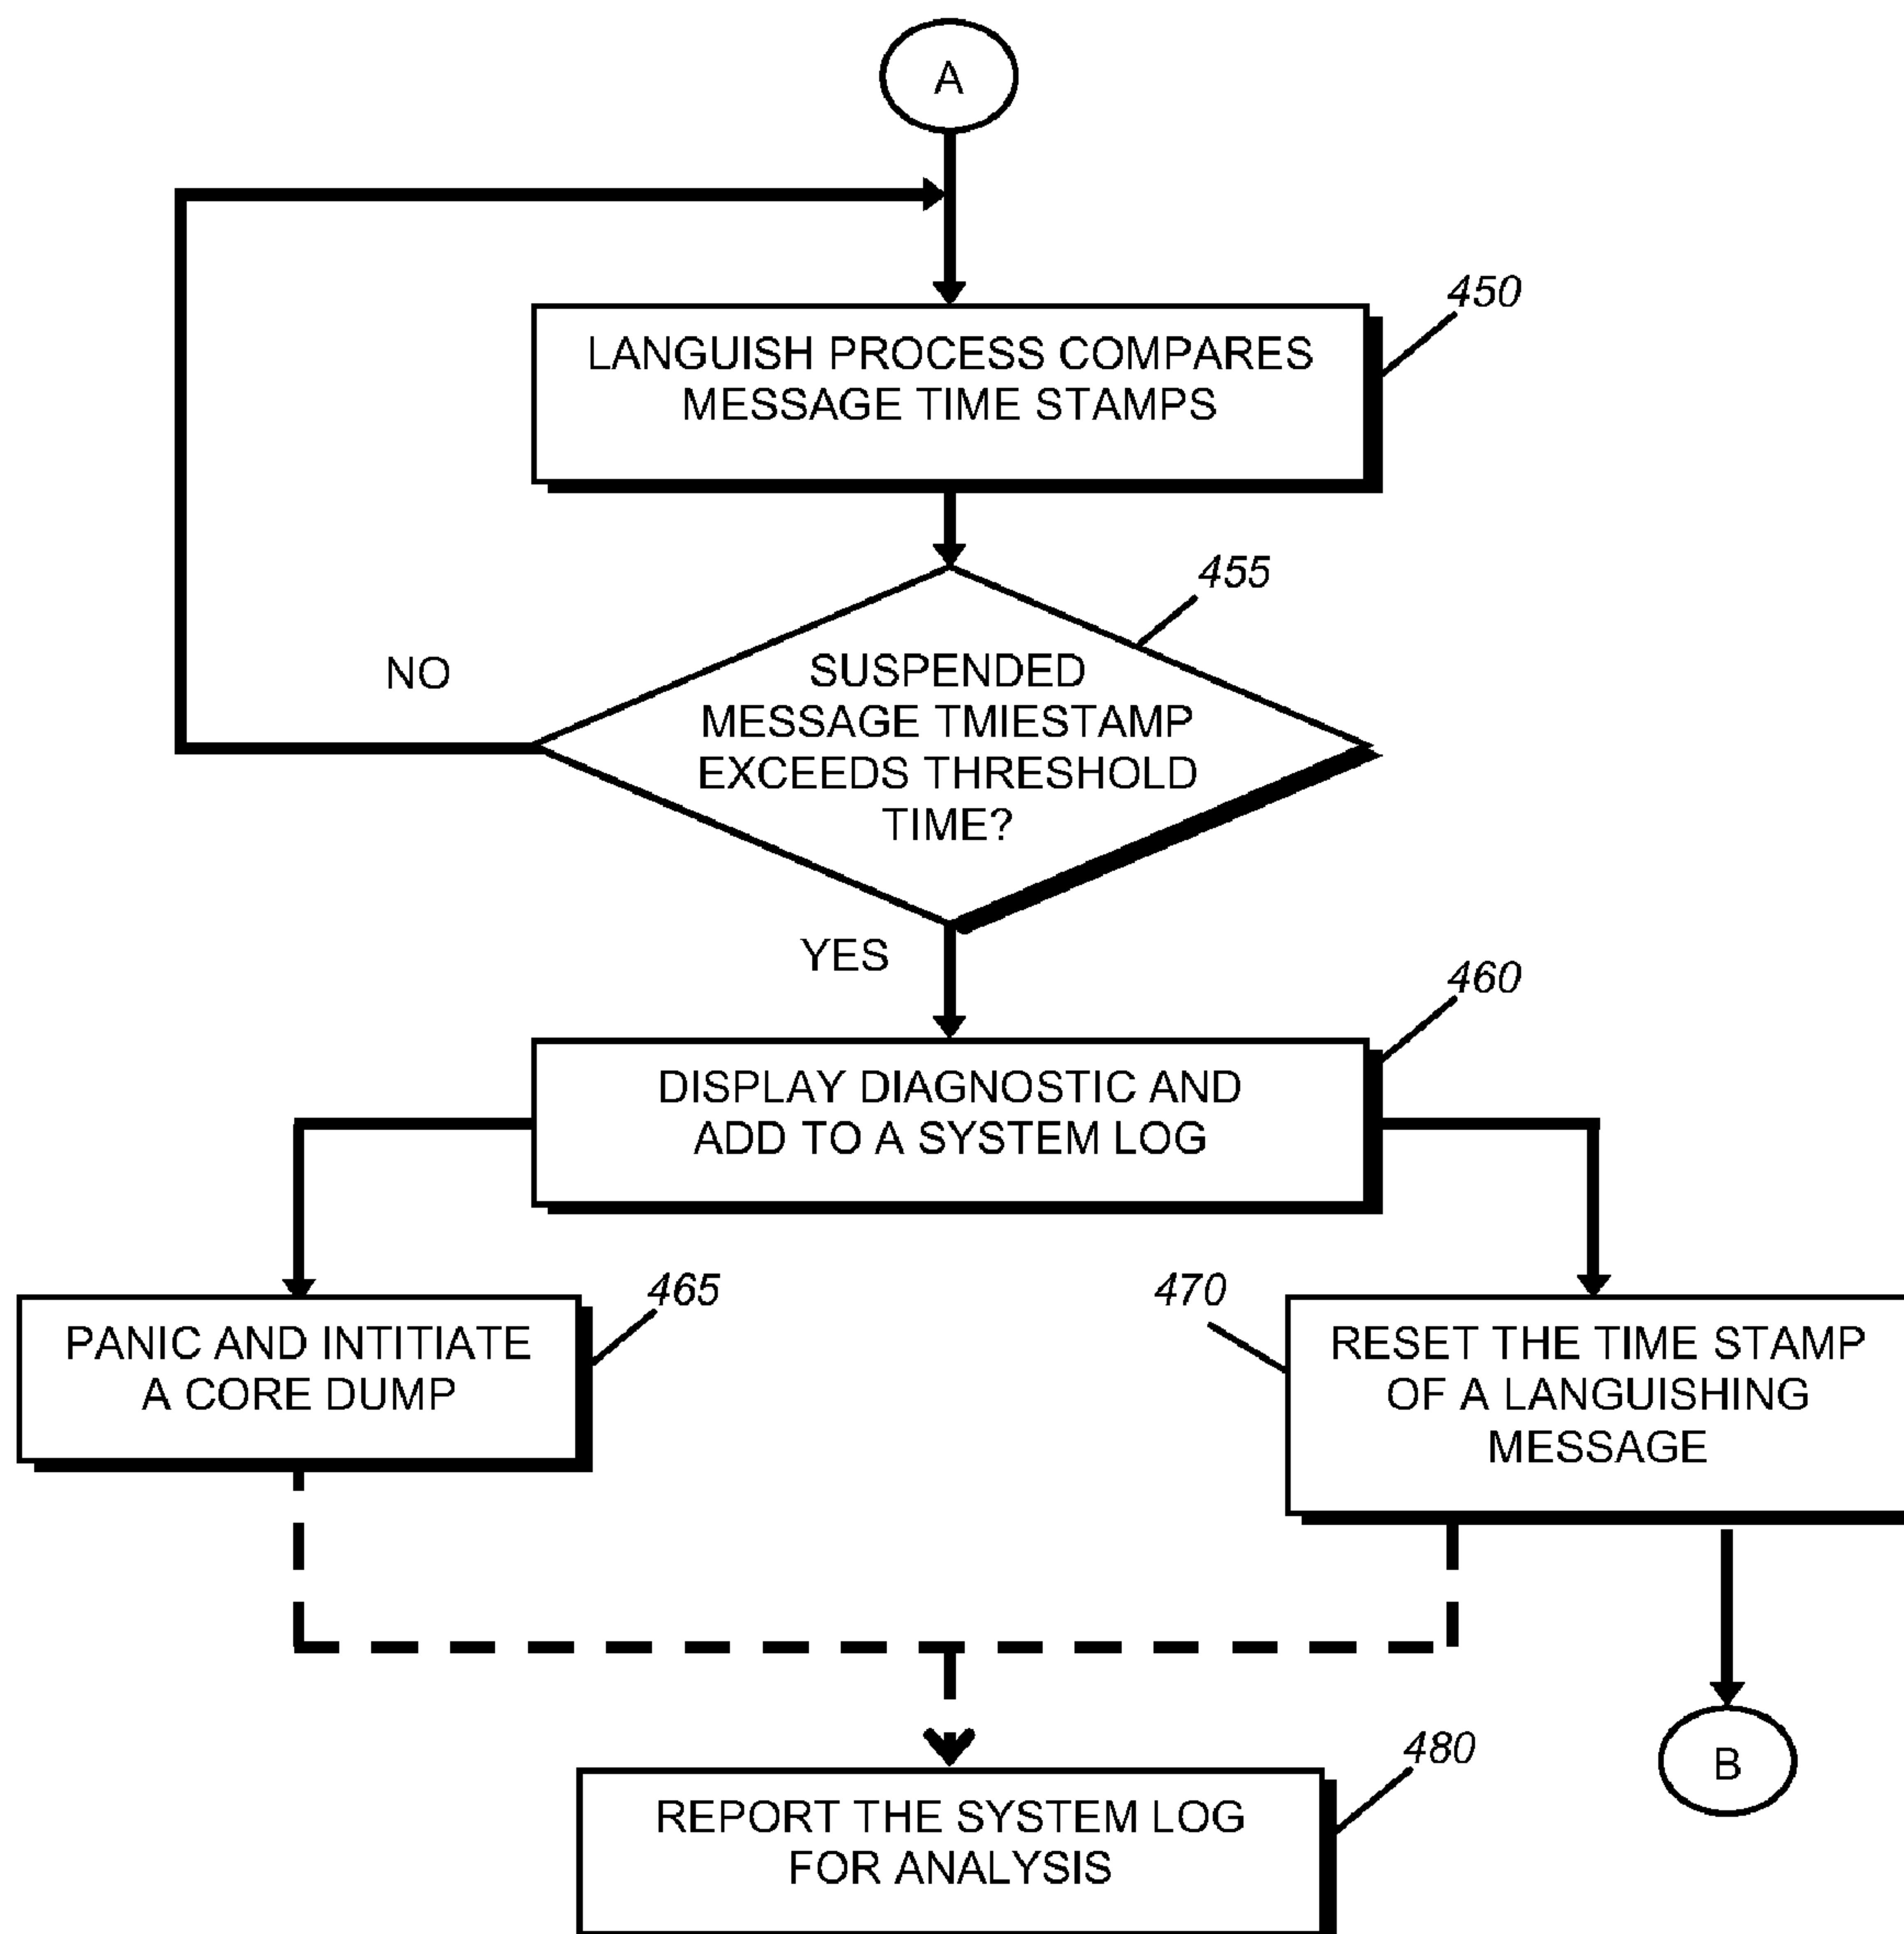 A
450
LANGUISH PROCESS COMPARES
MESSAGE TIME STAMPS
455
NO
SUSPENDED
MESSAGE TMIESTAMP
EXCEEDS THRESHOLD
TIME?
YES
460
DISPLAY DIAGNOSTIC AND
ADD TO A SYSTEM LOG
465
PANIC AND INTITIATE
A CORE DUMP
470
RESET THE TIME STAMP
OF A LANGUISHING
MESSAGE
480
REPORT THE SYSTEM LOG
FOR ANALYSIS
B